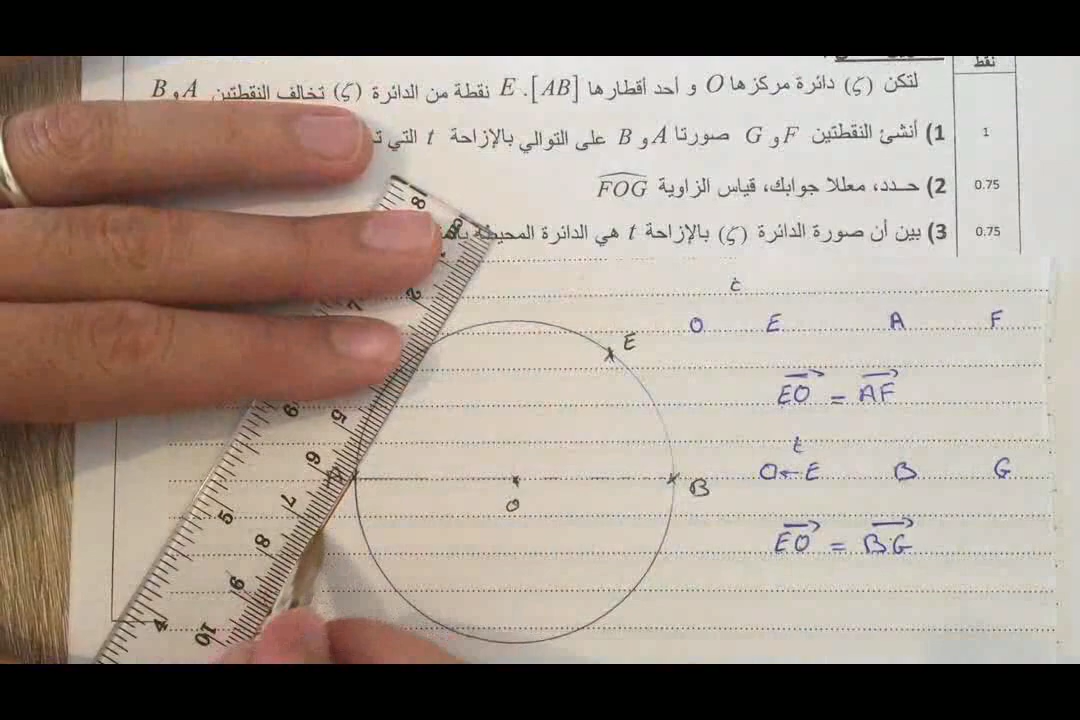 نقط
لتكن (ζ) دائرة مركزها O و أحد أقطارها [AB]. E نقطة من الدائرة (ζ) تخالف النقطتين A و B
1) أنشئ النقطتين F و G صورتا A و B على التوالي بالإزاحة t التي
1
2) حـدد، معللا جوابك، قياس الزاوية FOG
0.75
3) بين أن صورة الدائرة (ζ) بالإزاحة t هي الدائرة المحيطة
0.75
O E A F
E
EO = AF
t
O ← E B G
B
O
EO = BG